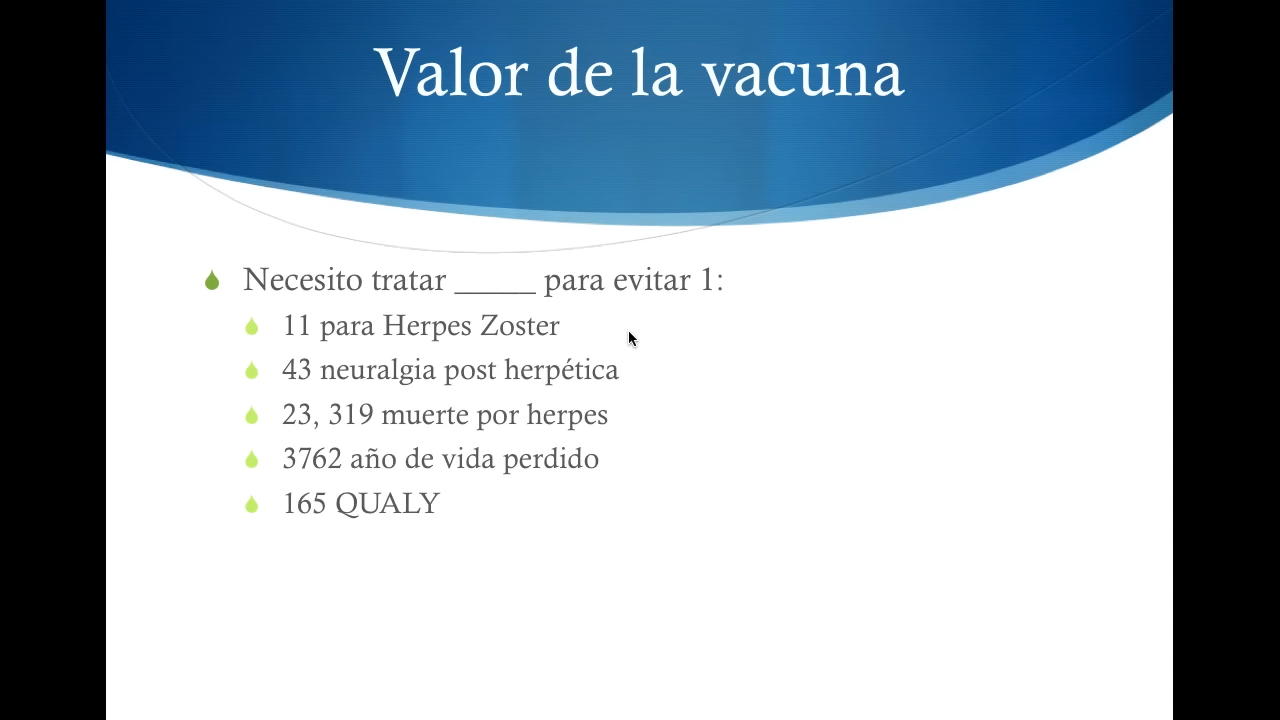 Valor de la vacuna
Necesito tratar _____ para evitar 1:
11 para Herpes Zoster
43 neuralgia post herpética
23, 319 muerte por herpes
3762 año de vida perdido
165 QUALY